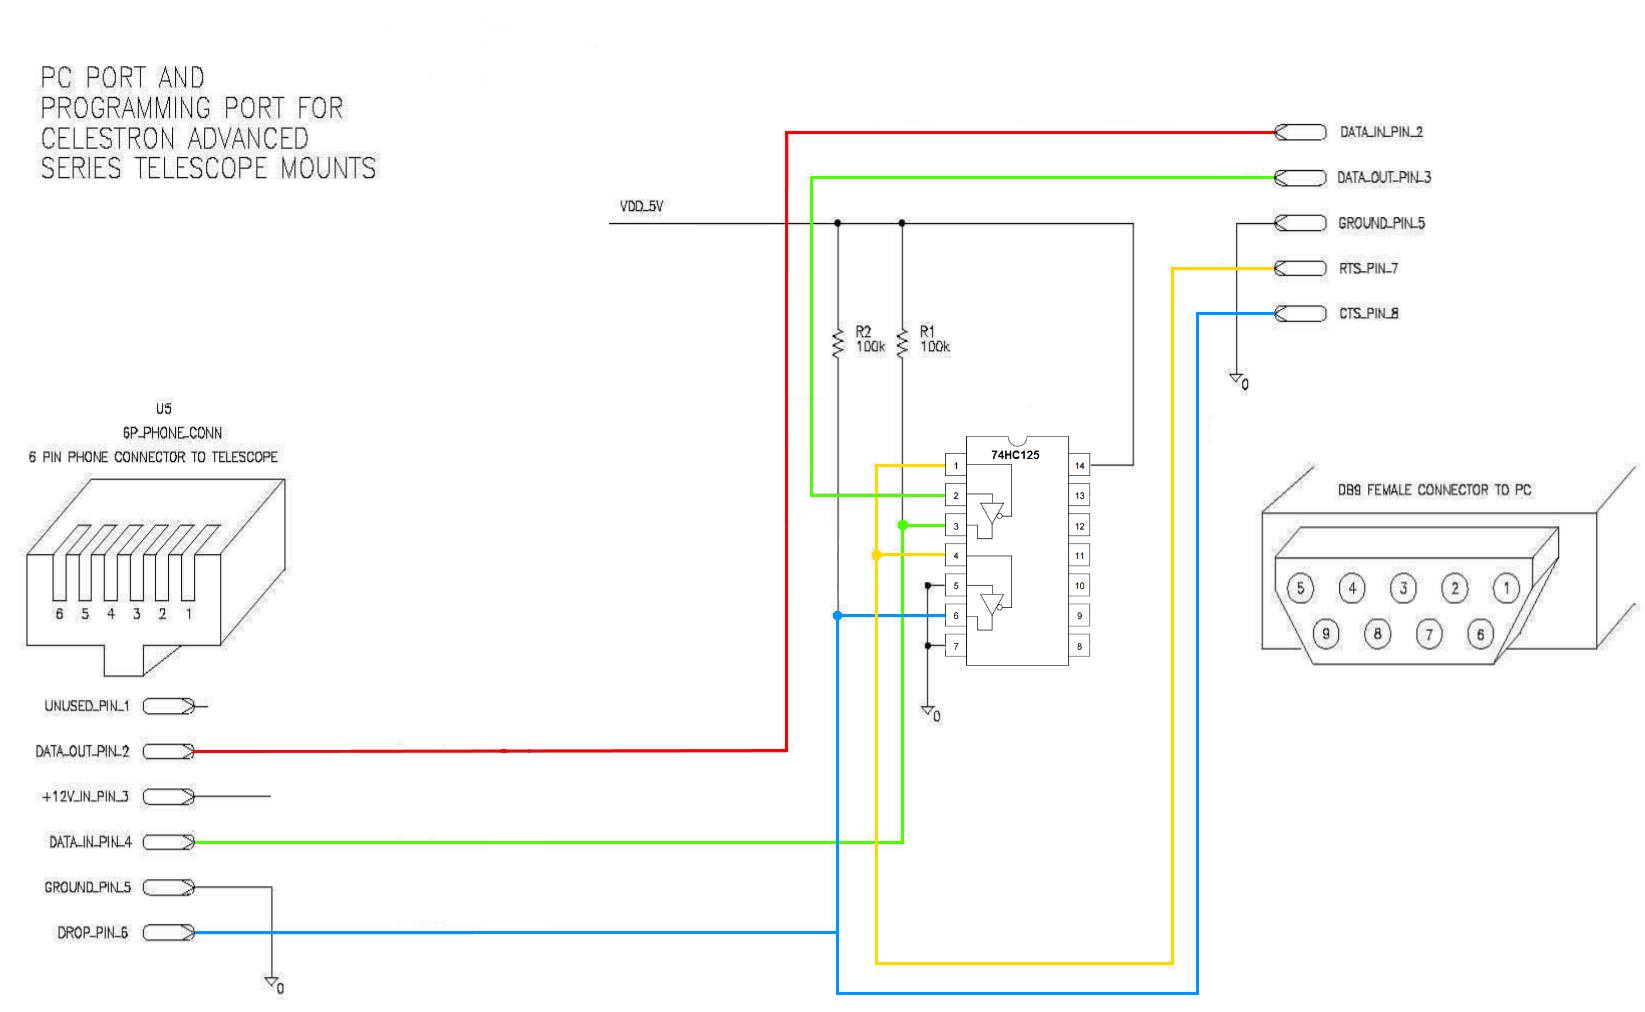 PC PORT AND
PROGRAMMING PORT FOR
CELESTRON ADVANCED
SERIES TELESCOPE MOUNTS
DATA_IN_PIN_2
DATA_OUT_PIN_3
GROUND_PIN_5
RTS_PIN_7
CTS_PIN_8
0
VDD_5V
R2
100k
R1
100k
U5
6P_PHONE_CONN
6 PIN PHONE CONNECTOR TO TELESCOPE
6 5 4 3 2 1
74HC125
1 14
2 13
3 12
4 11
5 10
6 9
7 8
0
DB9 FEMALE CONNECTOR TO PC
5 4 3 2 1
9 8 7 6
UNUSED_PIN_1
DATA_OUT_PIN_2
+12V_IN_PIN_3
DATA_IN_PIN_4
GROUND_PIN_5
DROP_PIN_6
0